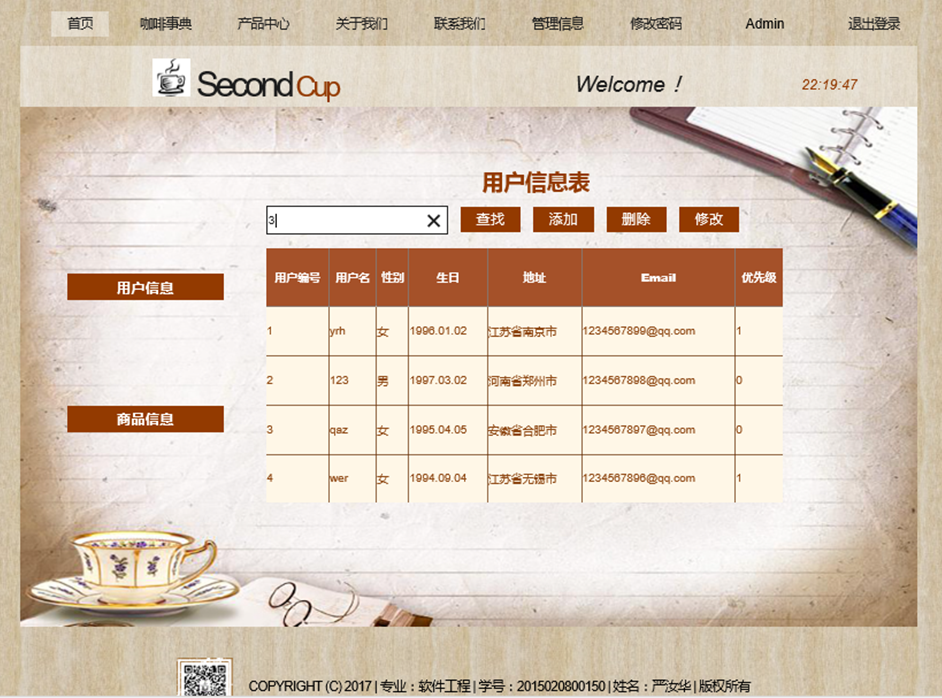 首页 咖啡事典 产品中心 关于我们 联系我们 管理信息 修改密码 Admin 退出登录
Second Cup Welcome！ 22:19:47
用户信息表
3 查找 添加 删除 修改
用户编号 用户名 性别 生日 地址 Email 优先级
1 yrh 女 1996.01.02 江苏省南京市 1234567899@qq.com 1
2 123 男 1997.03.02 河南省郑州市 1234567898@qq.com 0
3 qaz 女 1995.04.05 安徽省合肥市 1234567897@qq.com 0
4 wer 女 1994.09.04 江苏省无锡市 1234567896@qq.com 1
用户信息
商品信息
COPYRIGHT (C) 2017 | 专业：软件工程 | 学号：2015020800150 | 姓名：严汝华 | 版权所有